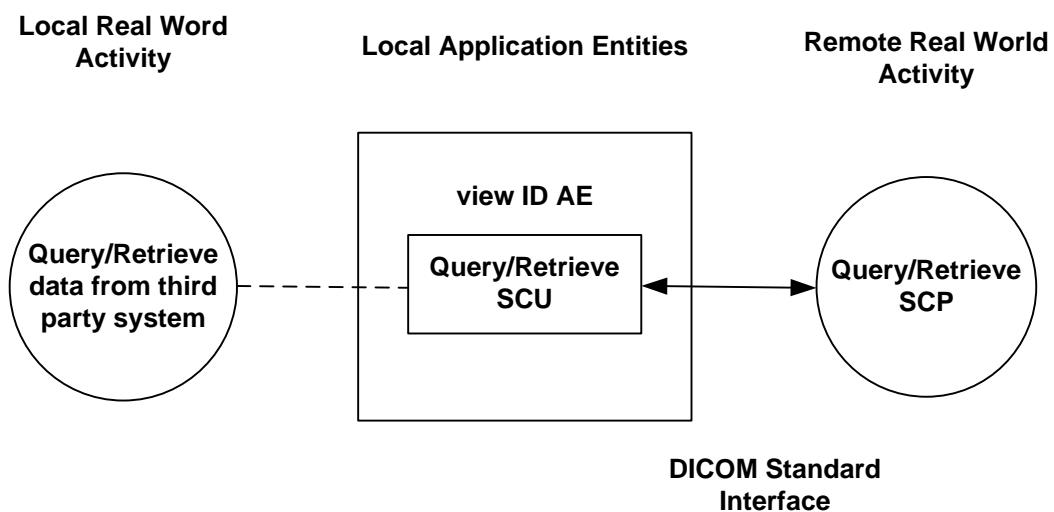 Local Real Word
Activity
Local Application Entities
Remote Real World
Activity
view ID AE
Query/Retrieve
data from third
party system
Query/Retrieve
SCU
Query/Retrieve
SCP
DICOM Standard
Interface